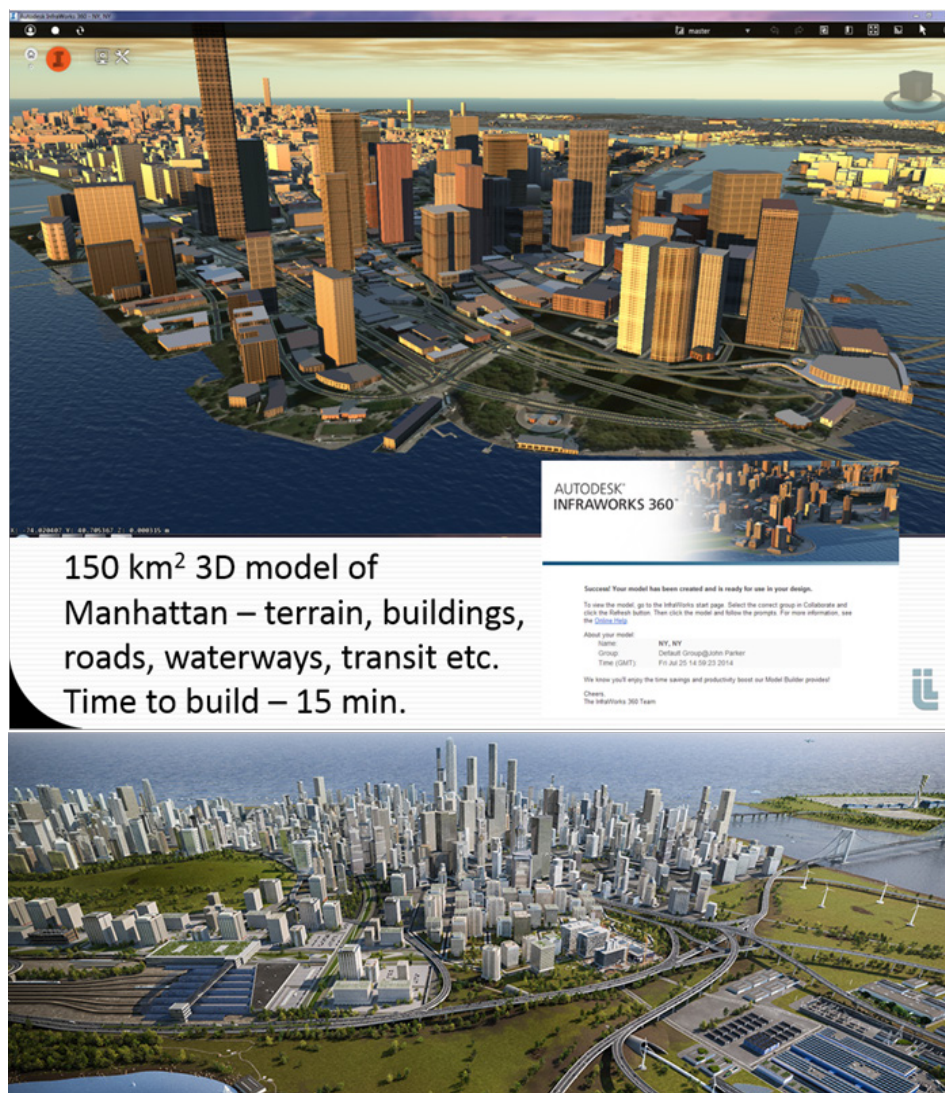 Autodesk InfraWorks 360 - NY, NY
master
X: -74.020407 Y: 40.705367 Z: 0.000315 m
AUTODESK®
INFRAWORKS 360™
150 km² 3D model of
Manhattan – terrain, buildings,
roads, waterways, transit etc.
Time to build – 15 min.
Success! Your model has been created and is ready for use in your design.
To view the model, go to the InfraWorks start page. Select the correct group in Collaborate and
click the Refresh button. Then click the model and follow the prompts. For more information, see
the Online Help
About your model:
Name: NY, NY
Group: Default Group@John Parker
Time (GMT) Fri Jul 25 14:59:23 2014
We know you'll enjoy the time savings and productivity boost our Model Builder provides!
Cheers,
The InfraWorks 360 Team